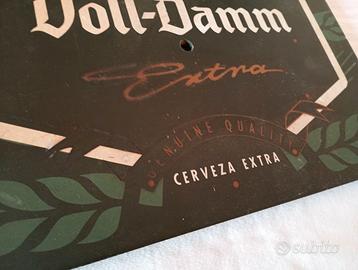 Voll-Damm
Extra
GENUINE QUALITY
CERVEZA EXTRA
subito